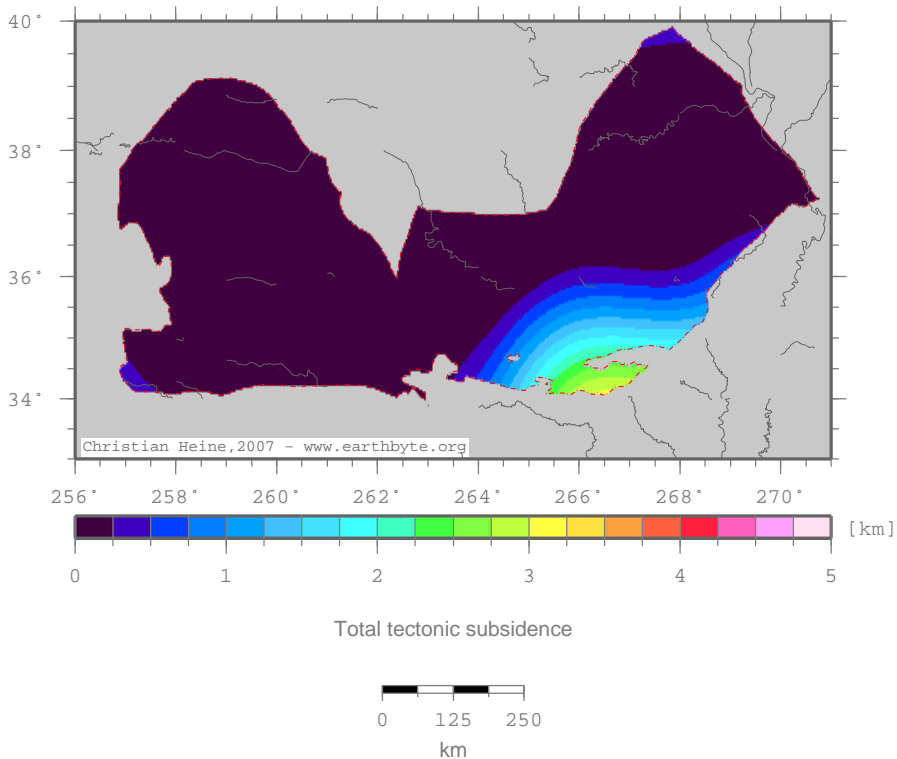 40°
38°
36°
34°
Christian Heine,2007 - www.earthbyte.org
256° 258° 260° 262° 264° 266° 268° 270°
[km]
0 1 2 3 4 5
Total tectonic subsidence
0 125 250
km